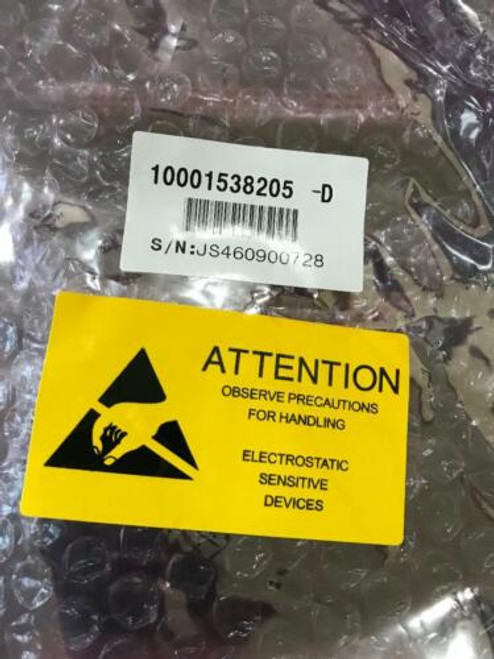 10001538205 -D
S/N:JS460900728
ATTENTION
OBSERVE PRECAUTIONS
FOR HANDLING
ELECTROSTATIC
SENSITIVE
DEVICES